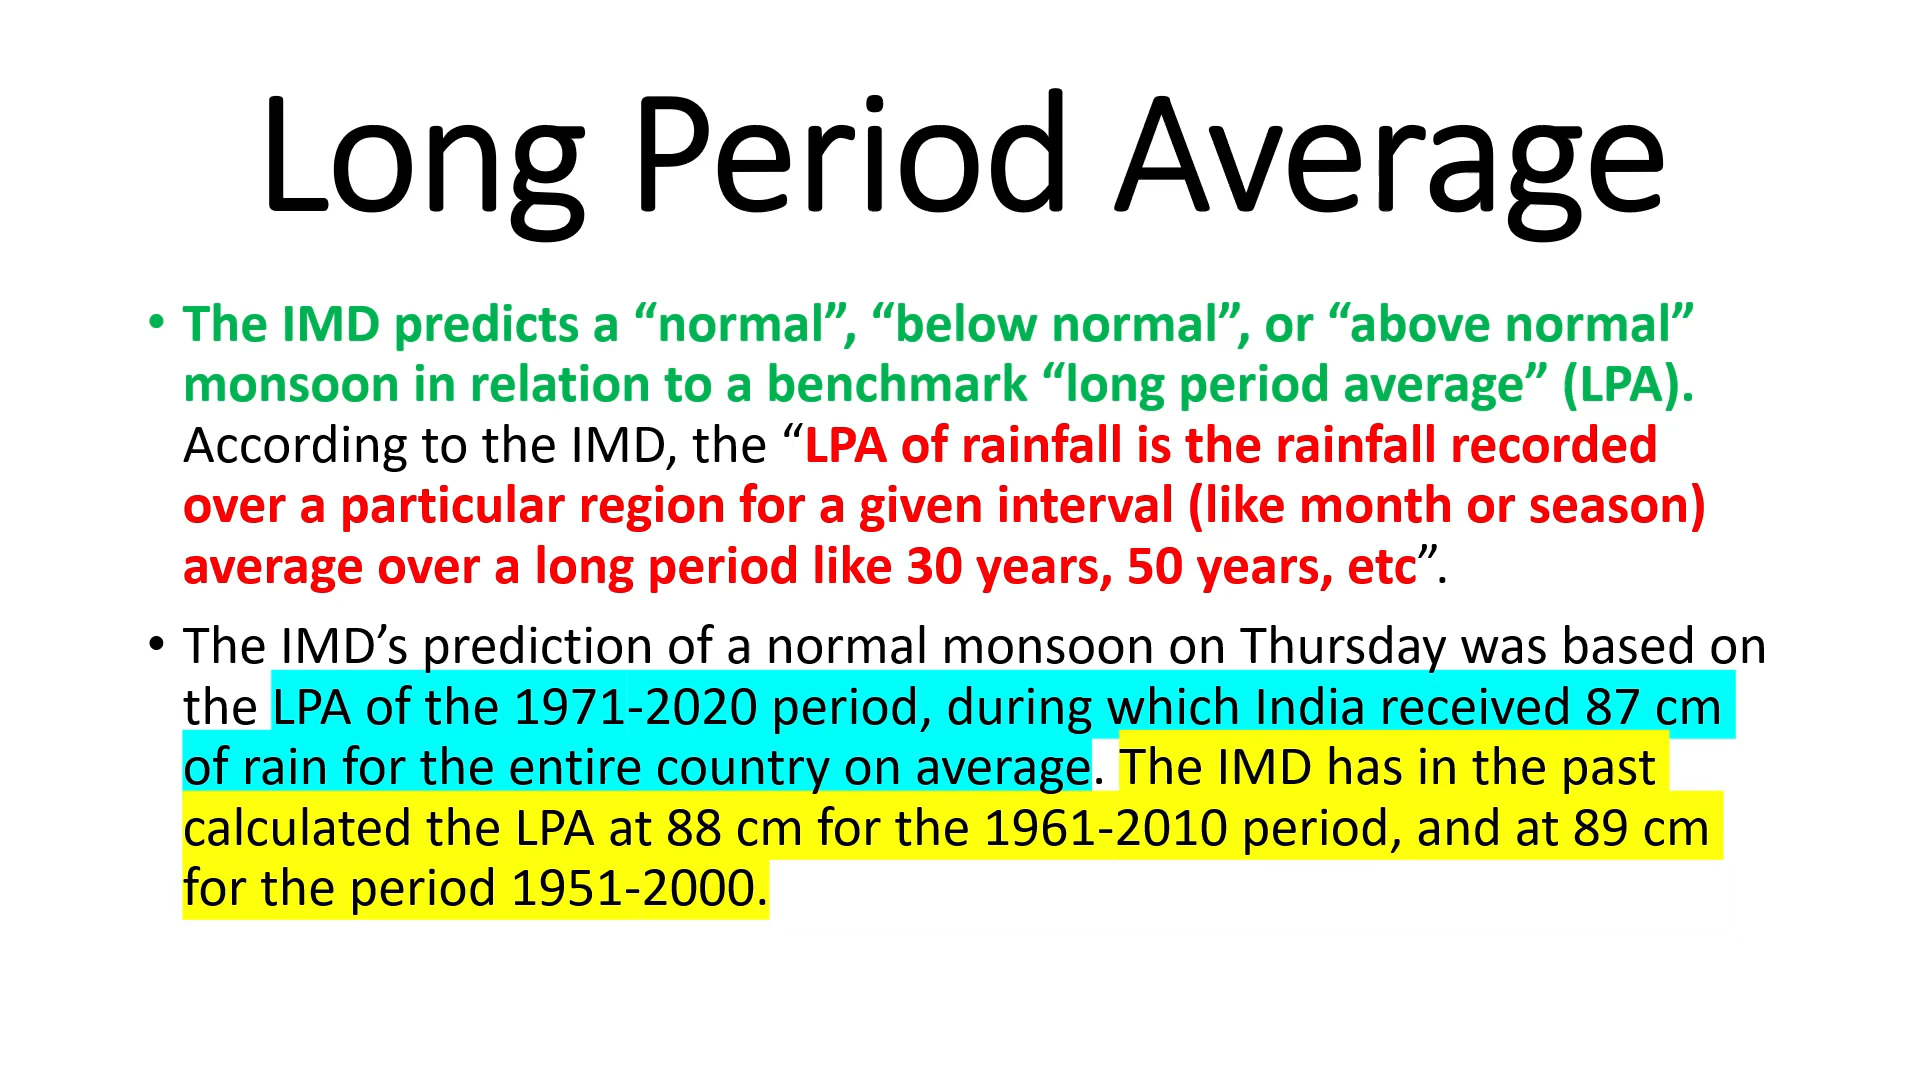 Long Period Average
• The IMD predicts a “normal”, “below normal”, or “above normal”
monsoon in relation to a benchmark “long period average” (LPA).
According to the IMD, the “LPA of rainfall is the rainfall recorded
over a particular region for a given interval (like month or season)
average over a long period like 30 years, 50 years, etc”.
• The IMD’s prediction of a normal monsoon on Thursday was based on
the LPA of the 1971-2020 period, during which India received 87 cm
of rain for the entire country on average. The IMD has in the past
calculated the LPA at 88 cm for the 1961-2010 period, and at 89 cm
for the period 1951-2000.